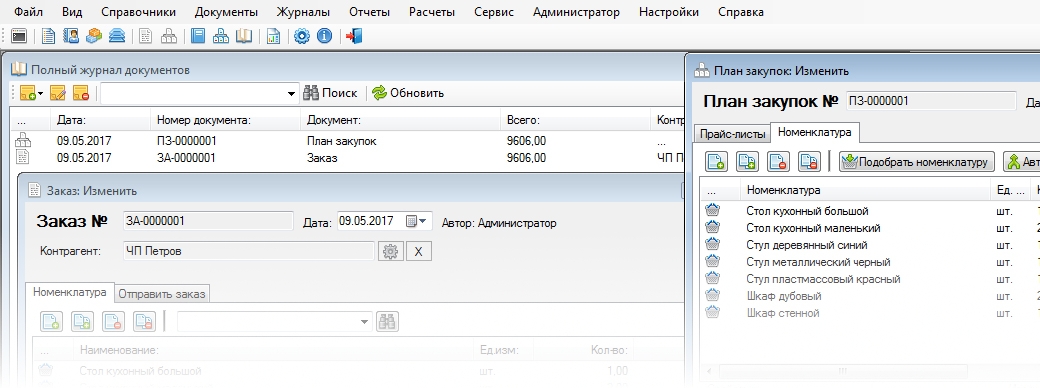 Файл Вид Справочники Документы Журналы Отчеты Расчеты Сервис Администратор Настройки Справка
Полный журнал документов
Поиск Обновить
... Дата: Номер документа: Документ: Всего:
09.05.2017 ПЗ-0000001 План закупок 9606,00 ...
09.05.2017 ЗА-0000001 Заказ 9606,00 ЧП
Заказ: Изменить
Заказ № ЗА-0000001 Дата: 09.05.2017 Автор: Администратор
Контрагент: ЧП Петров X
Номенклатура Отправить заказ
... Наименование: Ед.изм: Кол-во:
Стол кухонный большой шт. 1,00
План закупок: Изменить
План закупок № ПЗ-0000001
Прайс-листы Номенклатура
Подобрать номенклатуру
... Номенклатура Ед. ...
Стол кухонный большой шт.
Стол кухонный маленький шт.
Стул деревянный синий шт.
Стул металлический черный шт.
Стул пластмассовый красный шт.
Шкаф дубовый шт.
Шкаф стенной шт.